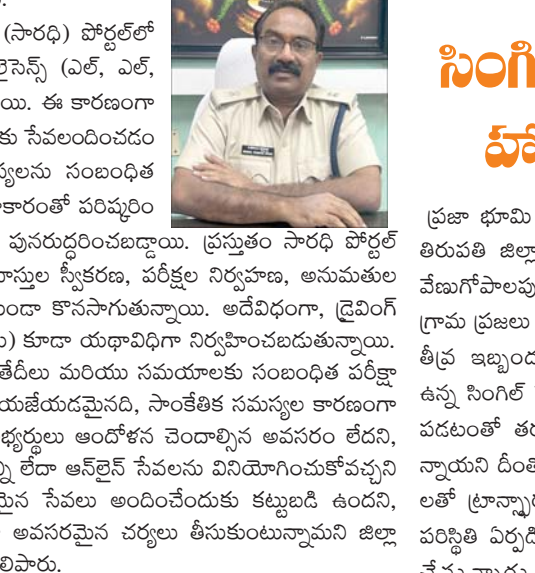 (సారథి) పోర్టల్‌లో
లైసెన్స్ (ఎల్, ఎల్,
యి. ఈ కారణంగా
కు సేవలందించడం
స్యలను సంబంధిత
కారంతో పరిష్కరిం
పునరుద్ధరించబడ్డాయి. ప్రస్తుతం సారథి పోర్టల్
స్తుల స్వీకరణ, పరీక్షల నిర్వహణ, అనుమతుల
ండా కొనసాగుతున్నాయి. అదేవిధంగా, డ్రైవింగ్
) కూడా యథావిధిగా నిర్వహించబడుతున్నాయి.
తేదీలు మరియు సమయాలకు సంబంధిత పరీక్షా
యజేయడమైనది, సాంకేతిక సమస్యల కారణంగా
భ్యర్థులు ఆందోళన చెందాల్సిన అవసరం లేదని,
న్ని లేదా ఆన్‌లైన్ సేవలను వినియోగించుకోవచ్చని
మైన సేవలు అందించేందుకు కట్టుబడి ఉందని,
అవసరమైన చర్యలు తీసుకుంటున్నామని జిల్లా
లిపారు.
సింగి
హా
ప్రజా భూమి
తిరుపతి జిల్లా
వేణుగోపాలపు
గ్రామ ప్రజలు
తీవ్ర ఇబ్బంద
ఉన్న సింగిల్
పడటంతో తర
న్నాయని దీంతో
లతో ట్రాన్స్ఫార
పరిస్థితి ఏర్పడి